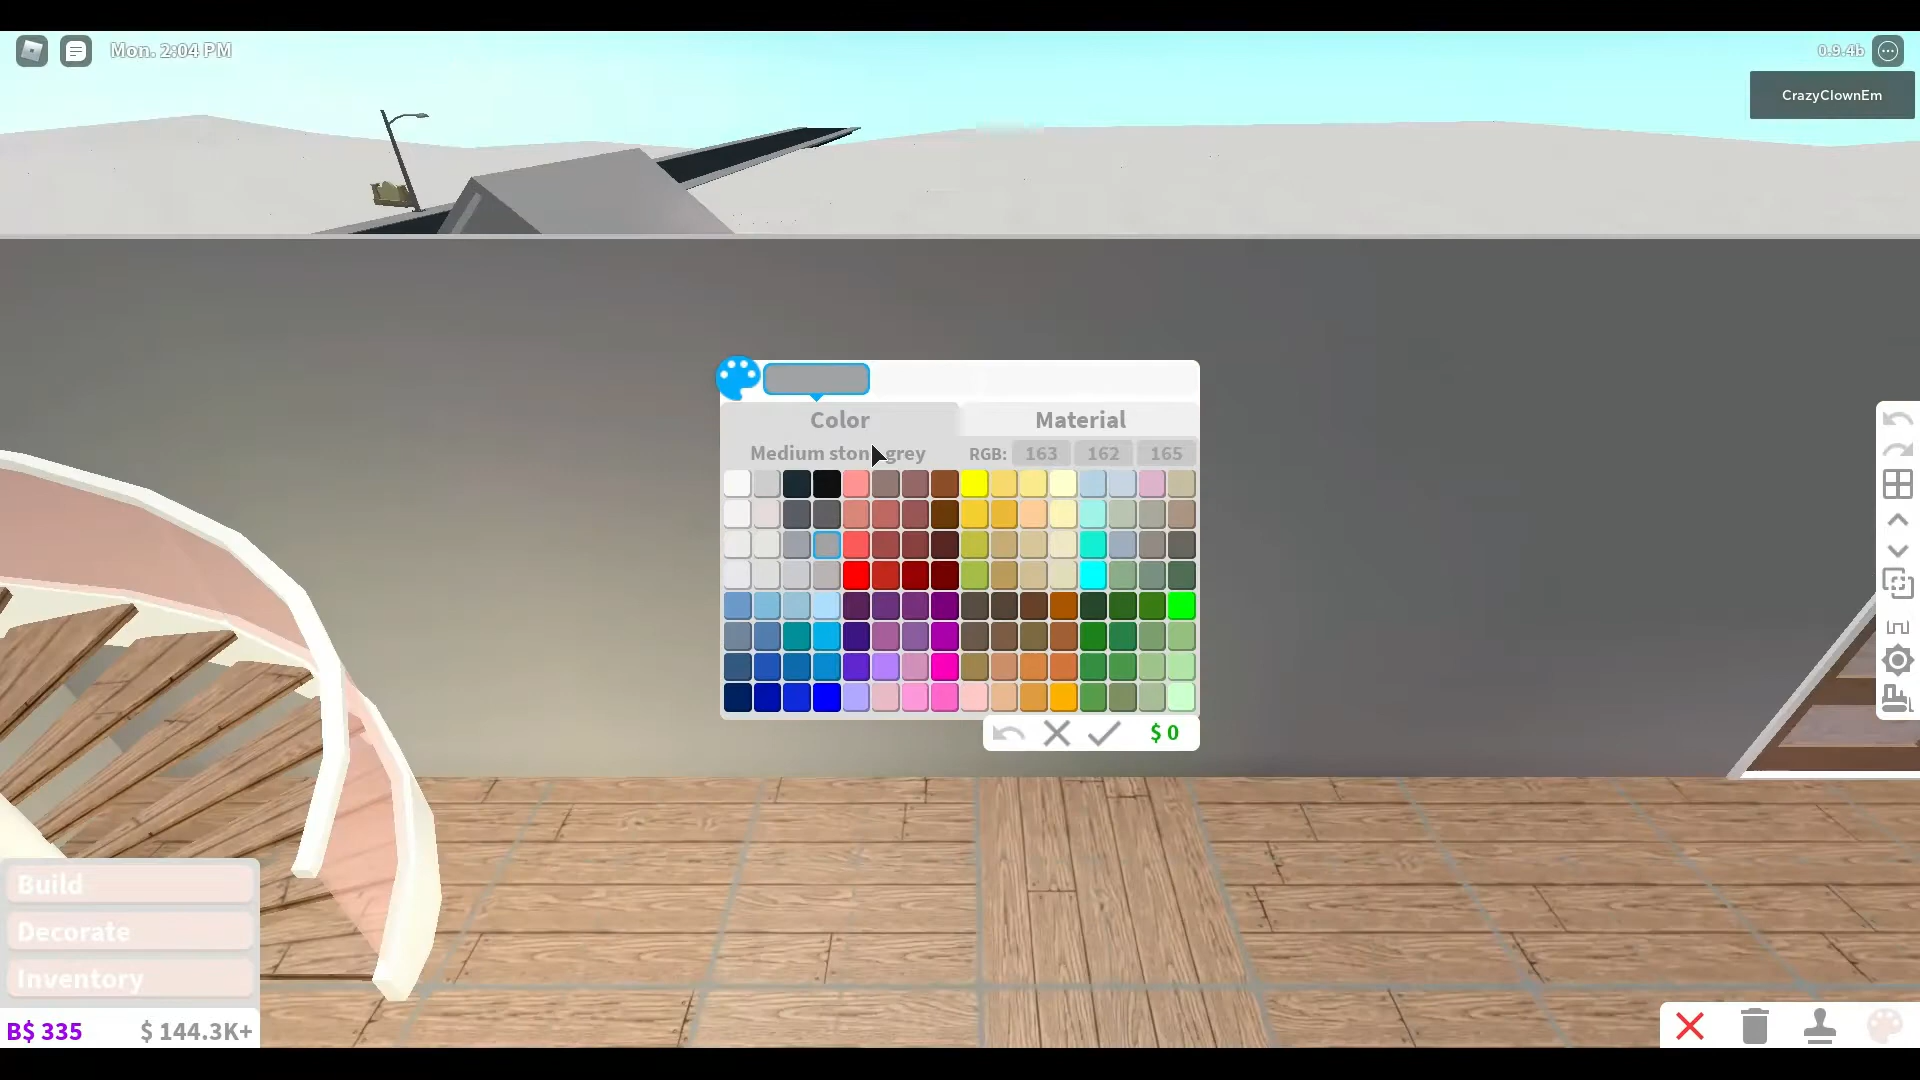 Mon. 2:04 PM
0.9.4b
CrazyClownEm
Color
Material
Medium ston grey
RGB: 163 162 165
$ 0
Build
Decorate
Inventory
B$ 335 $ 144.3K+